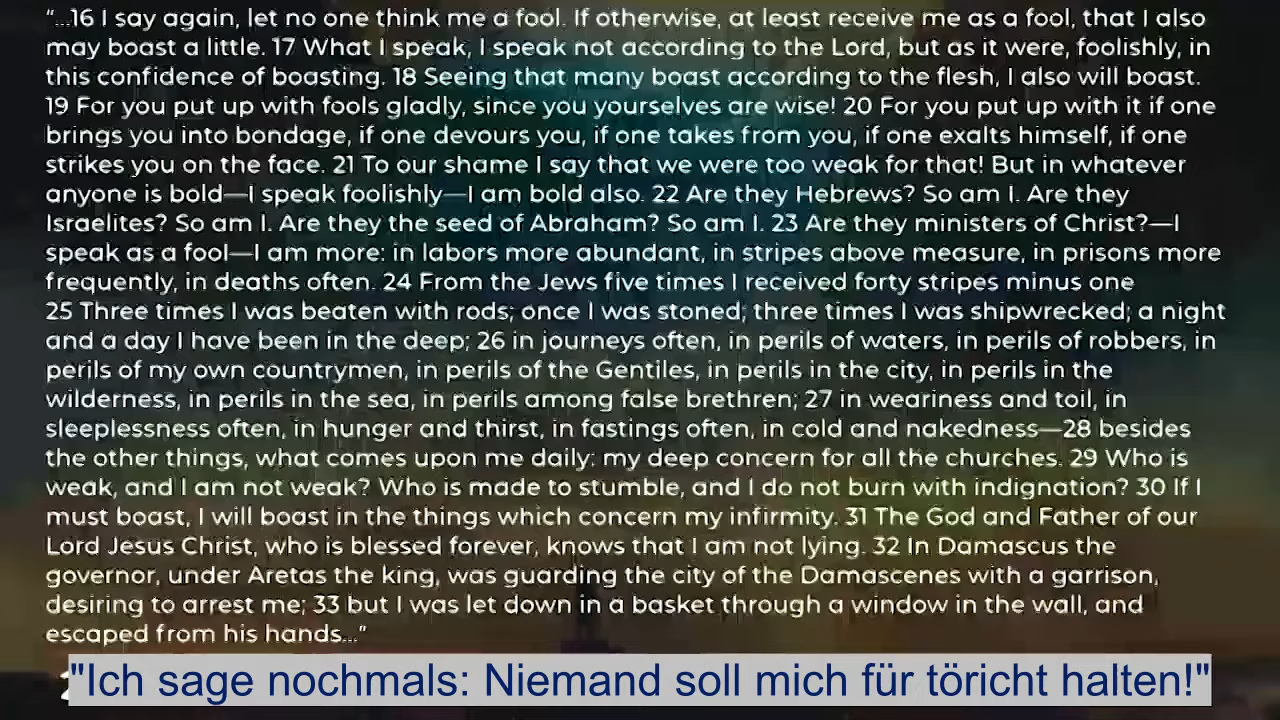 “...16 I say again, let no one think me a fool. If otherwise, at least receive me as a fool, that I also
may boast a little. 17 What I speak, I speak not according to the Lord, but as it were, foolishly, in
this confidence of boasting. 18 Seeing that many boast according to the flesh, I also will boast.
19 For you put up with fools gladly, since you yourselves are wise! 20 For you put up with it if one
brings you into bondage, if one devours you, if one takes from you, if one exalts himself, if one
strikes you on the face. 21 To our shame I say that we were too weak for that! But in whatever
anyone is bold—I speak foolishly—I am bold also. 22 Are they Hebrews? So am I. Are they
Israelites? So am I. Are they the seed of Abraham? So am I. 23 Are they ministers of Christ?—I
speak as a fool—I am more: in labors more abundant, in stripes above measure, in prisons more
frequently, in deaths often. 24 From the Jews five times I received forty stripes minus one
25 Three times I was beaten with rods; once I was stoned; three times I was shipwrecked; a night
and a day I have been in the deep; 26 in journeys often, in perils of waters, in perils of robbers, in
perils of my own countrymen, in perils of the Gentiles, in perils in the city, in perils in the
wilderness, in perils in the sea, in perils among false brethren; 27 in weariness and toil, in
sleeplessness often, in hunger and thirst, in fastings often, in cold and nakedness—28 besides
the other things, what comes upon me daily: my deep concern for all the churches. 29 Who is
weak, and I am not weak? Who is made to stumble, and I do not burn with indignation? 30 If I
must boast, I will boast in the things which concern my infirmity. 31 The God and Father of our
Lord Jesus Christ, who is blessed forever, knows that I am not lying. 32 In Damascus the
governor, under Aretas the king, was guarding the city of the Damascenes with a garrison,
desiring to arrest me; 33 but I was let down in a basket through a window in the wall, and
escaped from his hands...”
"Ich sage nochmals: Niemand soll mich für töricht halten!"